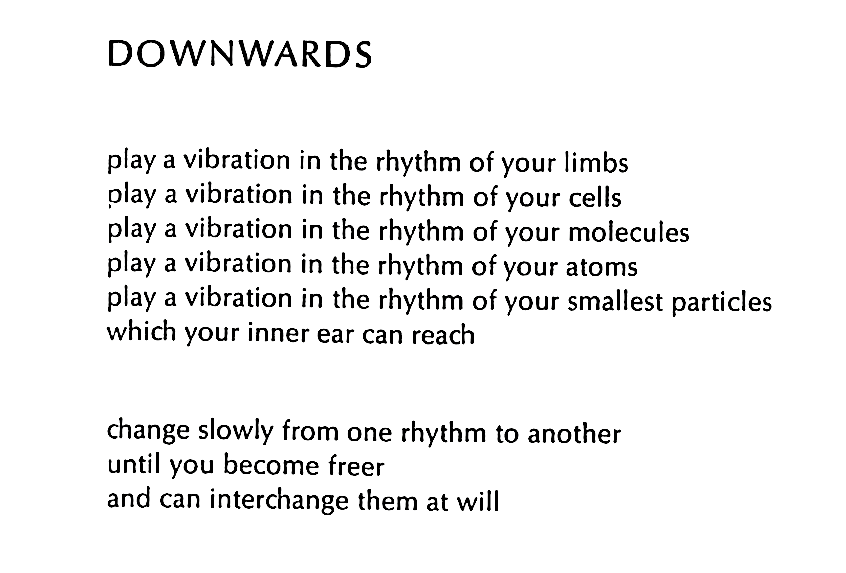 DOWNWARDS
play a vibration in the rhythm of your limbs
play a vibration in the rhythm of your cells
play a vibration in the rhythm of your molecules
play a vibration in the rhythm of your atoms
play a vibration in the rhythm of your smallest particles
which your inner ear can reach
change slowly from one rhythm to another
until you become freer
and can interchange them at will